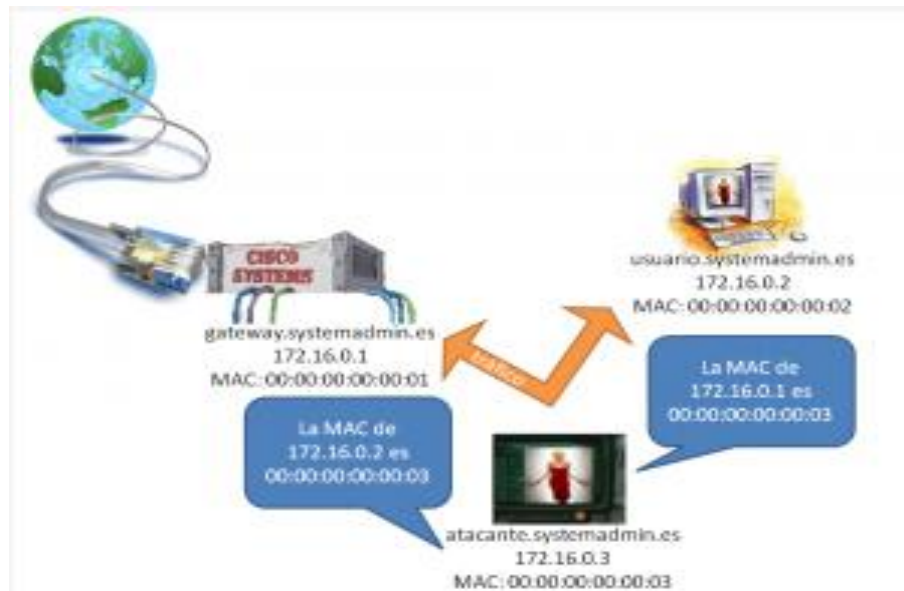 CISCO
SYSTEMS
gateway.systemadmin.es
172.16.0.1
MAC: 00:00:00:00:00:01
usuario.systemadmin.es
172.16.0.2
MAC: 00:00:00:00:00:02
tráfico
La MAC de
172.16.0.2 es
00:00:00:00:00:03
La MAC de
172.16.0.1 es
00:00:00:00:00:03
atacante.systemadmin.es
172.16.0.3
MAC: 00:00:00:00:00:03